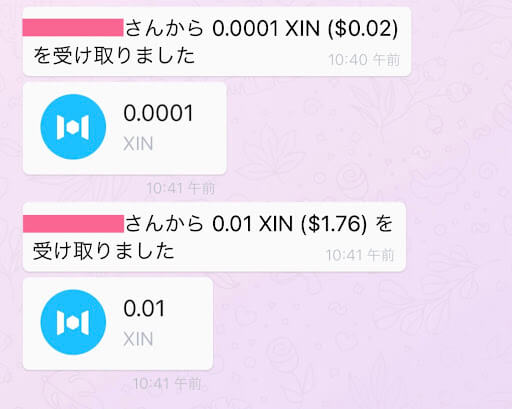 さんから 0.0001 XIN ($0.02)
を受け取りました
10:40 午前
0.0001
XIN
10:41 午前
さんから 0.01 XIN ($1.76) を
受け取りました
10:41 午前
0.01
XIN
10:41 午前